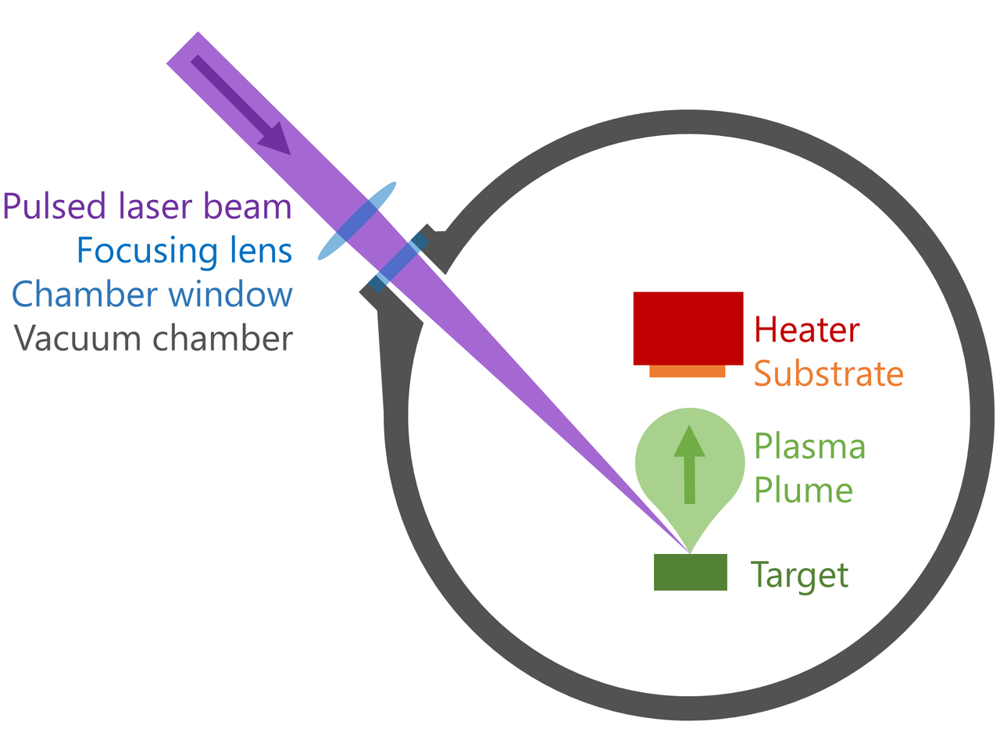 Pulsed laser beam
Focusing lens
Chamber window
Vacuum chamber
Heater
Substrate
Plasma
Plume
Target